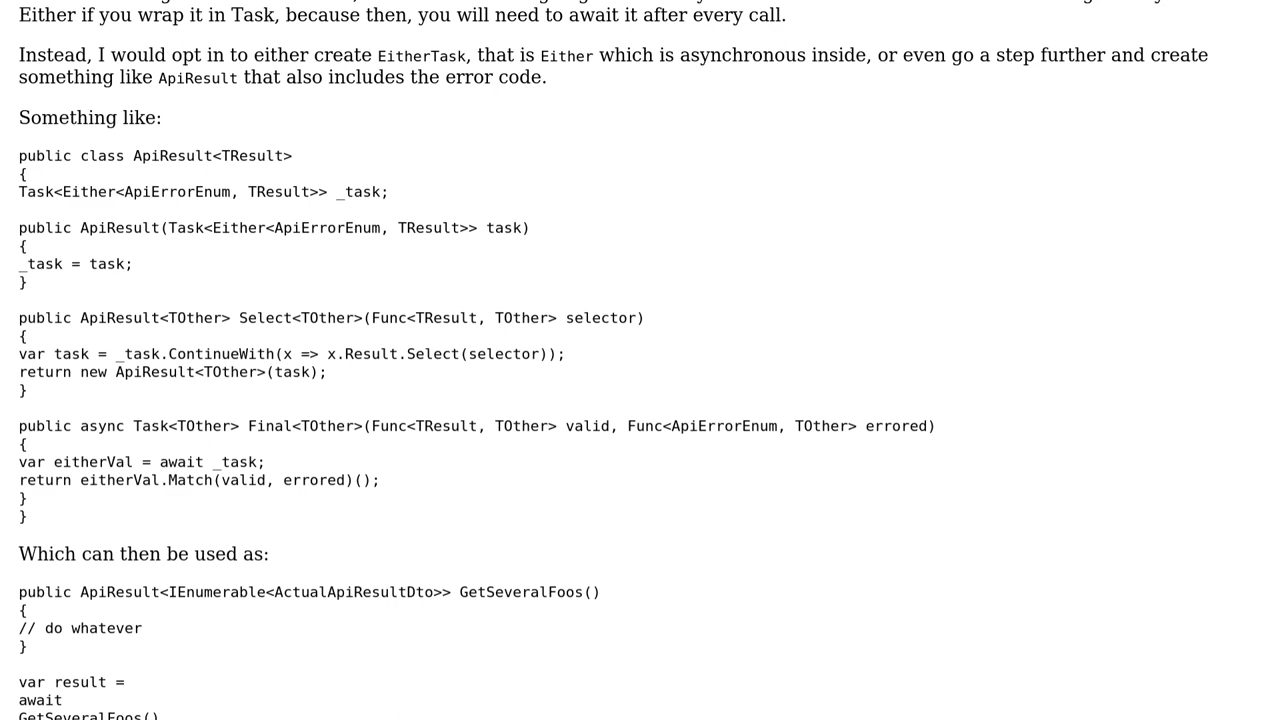 Either if you wrap it in Task, because then, you will need to await it after every call.
Instead, I would opt in to either create EitherTask, that is Either which is asynchronous inside, or even go a step further and create
something like ApiResult that also includes the error code.
Something like:
public class ApiResult<TResult>
{
Task<Either<ApiErrorEnum, TResult>> _task;
public ApiResult(Task<Either<ApiErrorEnum, TResult>> task)
{
_task = task;
}
public ApiResult<TOther> Select<TOther>(Func<TResult, TOther> selector)
{
var task = _task.ContinueWith(x => x.Result.Select(selector));
return new ApiResult<TOther>(task);
}
public async Task<TOther> Final<TOther>(Func<TResult, TOther> valid, Func<ApiErrorEnum, TOther> errored)
{
var eitherVal = await _task;
return eitherVal.Match(valid, errored)();
}
}
Which can then be used as:
public ApiResult<IEnumerable<ActualApiResultDto>> GetSeveralFoos()
{
// do whatever
}
var result =
await
GetSeveralFoos()